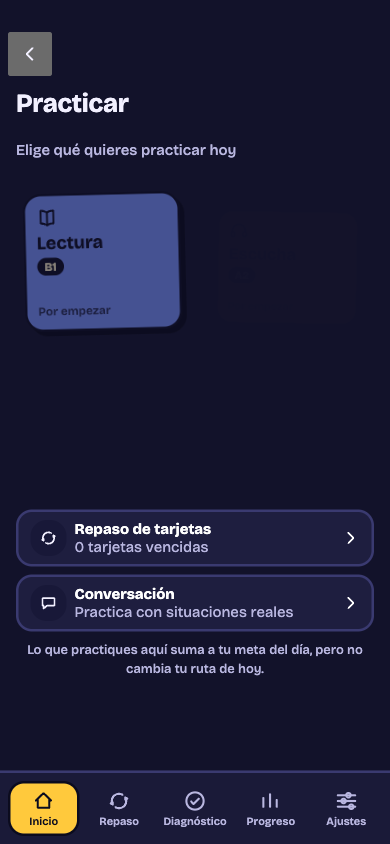 Practicar
Elige qué quieres practicar hoy
Lectura
B1
Por empezar
Repaso de tarjetas
0 tarjetas vencidas
Conversación
Practica con situaciones reales
Lo que practiques aquí suma a tu meta del día, pero no
cambia tu ruta de hoy.
Inicio
Repaso
Diagnóstico
Progreso
Ajustes